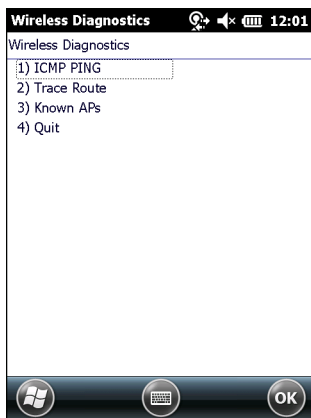 Wireless Diagnostics 12:01
Wireless Diagnostics
1) ICMP PING
2) Trace Route
3) Known APs
4) Quit
OK